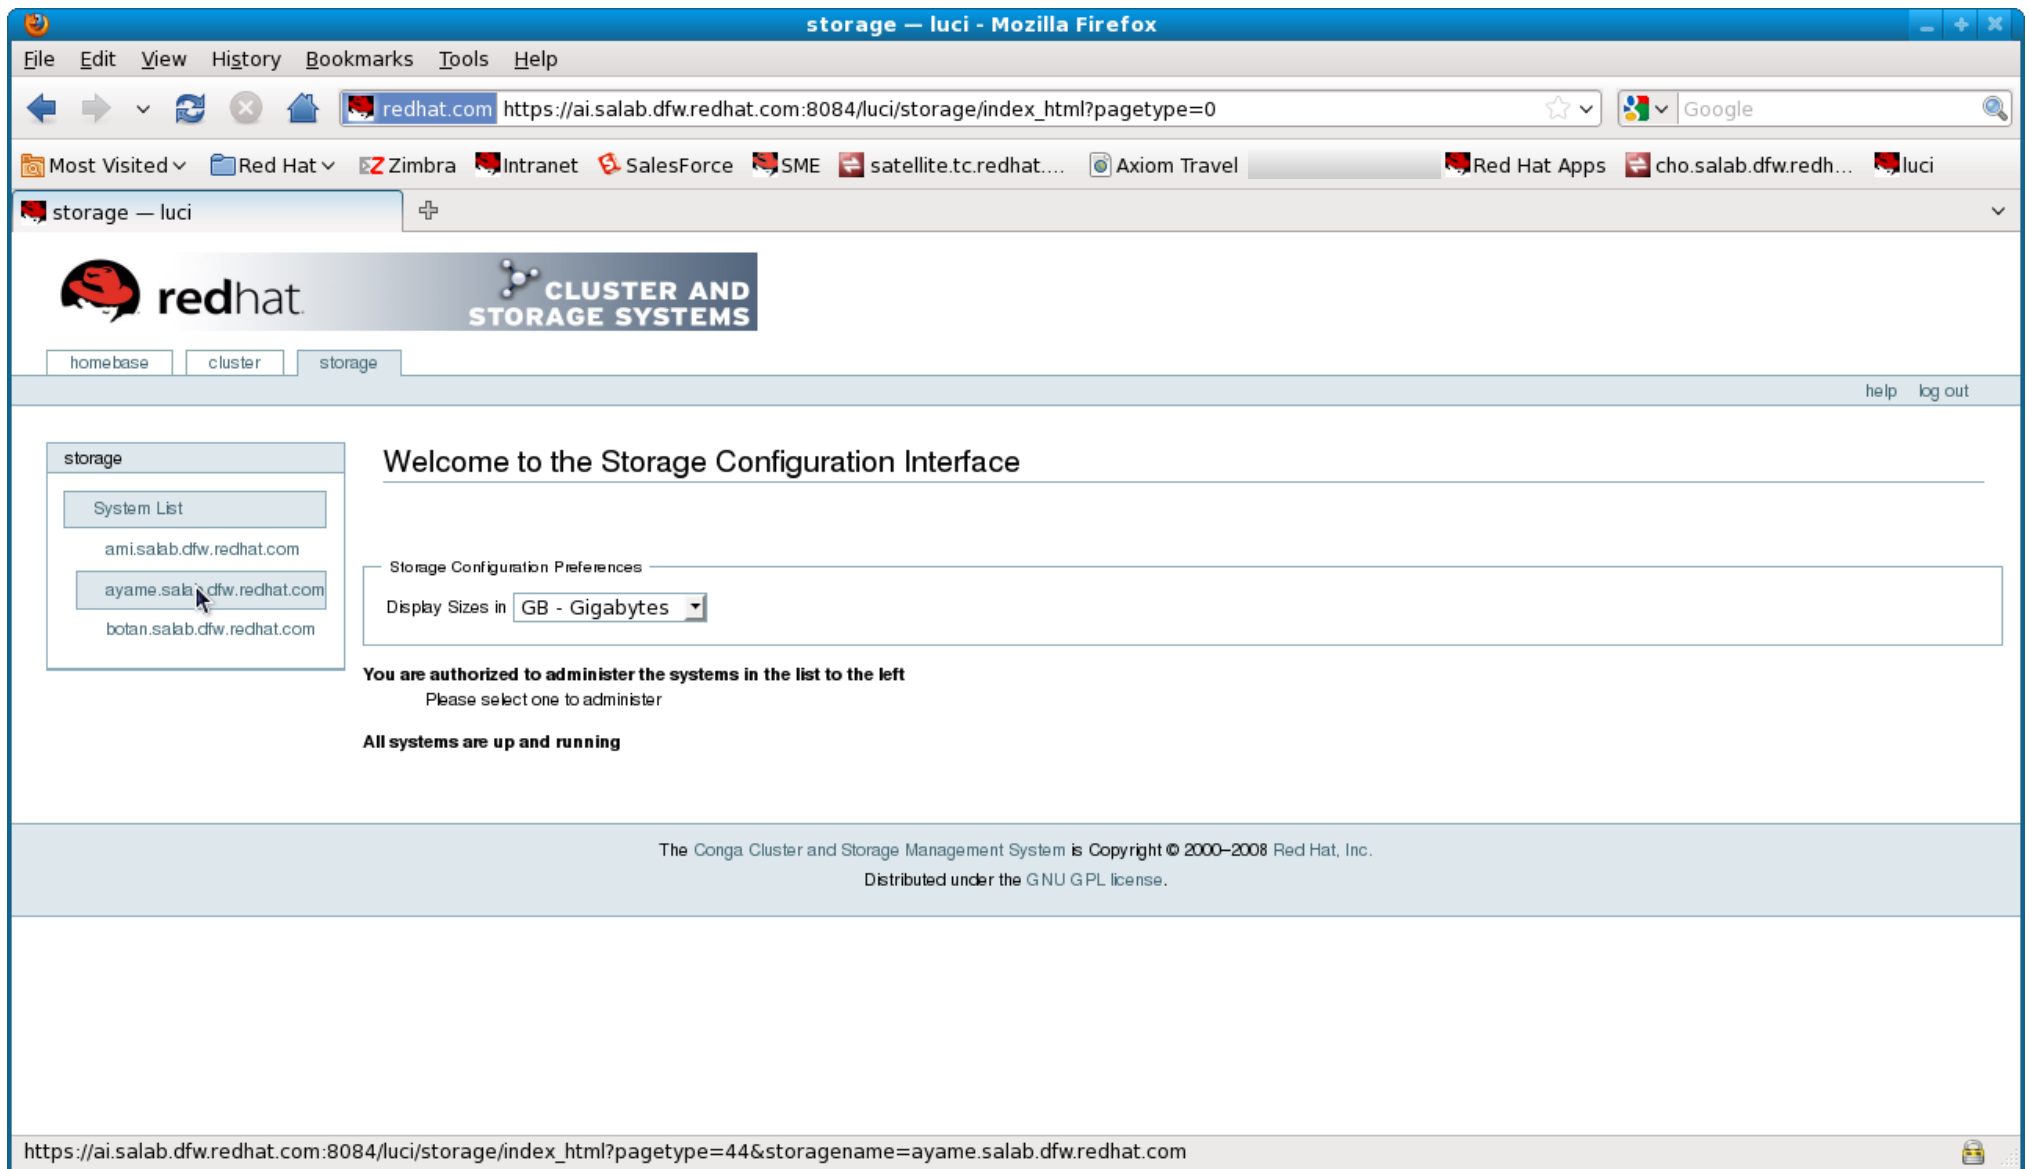 storage — luci - Mozilla Firefox
File Edit View History Bookmarks Tools Help
redhat.com https://ai.salab.dfw.redhat.com:8084/luci/storage/index_html?pagetype=0 Google
Most Visited Red Hat Zimbra Intranet SalesForce SME satellite.tc.redhat.... Axiom Travel Red Hat Apps cho.salab.dfw.redh... luci
storage — luci
redhat. CLUSTER AND
STORAGE SYSTEMS
homebase cluster storage
help log out
storage
System List
ami.salab.dfw.redhat.com
ayame.salab.dfw.redhat.com
botan.salab.dfw.redhat.com
Welcome to the Storage Configuration Interface
Storage Configuration Preferences
Display Sizes in GB - Gigabytes
You are authorized to administer the systems in the list to the left
Please select one to administer
All systems are up and running
The Conga Cluster and Storage Management System is Copyright © 2000–2008 Red Hat, Inc.
Distributed under the GNU GPL license.
https://ai.salab.dfw.redhat.com:8084/luci/storage/index_html?pagetype=44&storagename=ayame.salab.dfw.redhat.com